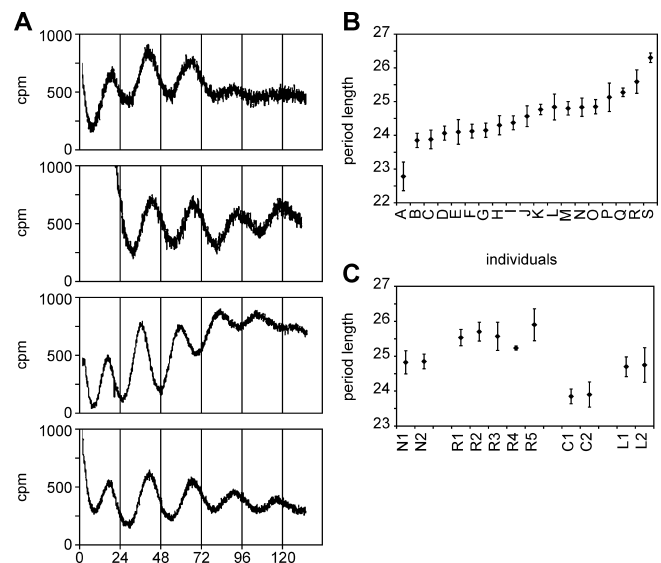 A
1000
cpm
500
0
1000
cpm
500
0
1000
cpm
500
0
1000
cpm
500
0
0 24 48 72 96 120
B
27
26
25
24
23
22
period length
A B C D E F G H I J K L M N O P Q R S
individuals
C
27
26
25
24
23
period length
N1 N2 R1 R2 R3 R4 R5 C1 C2 L1 L2